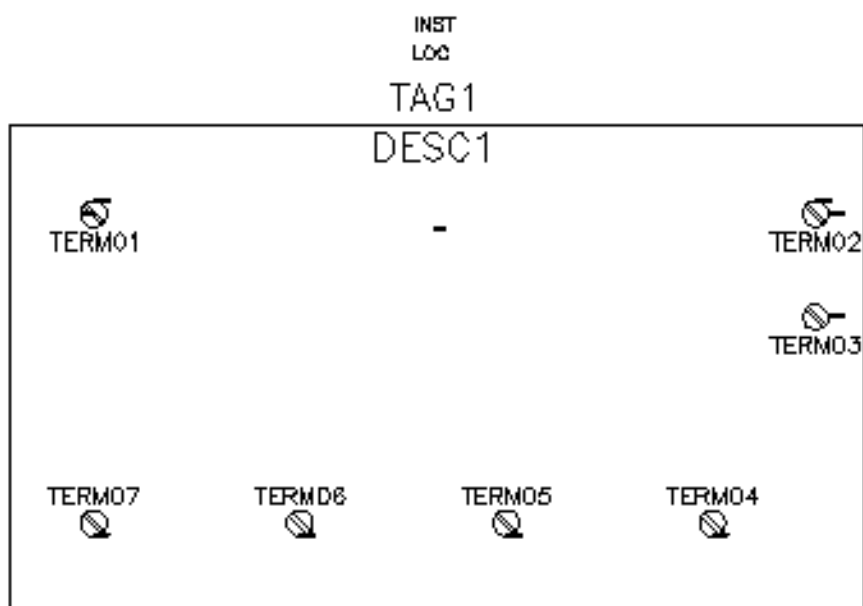 INST
LOC
TAG1
DESC1
TERM01
TERM02
TERM03
TERM07 TERM06 TERM05 TERM04